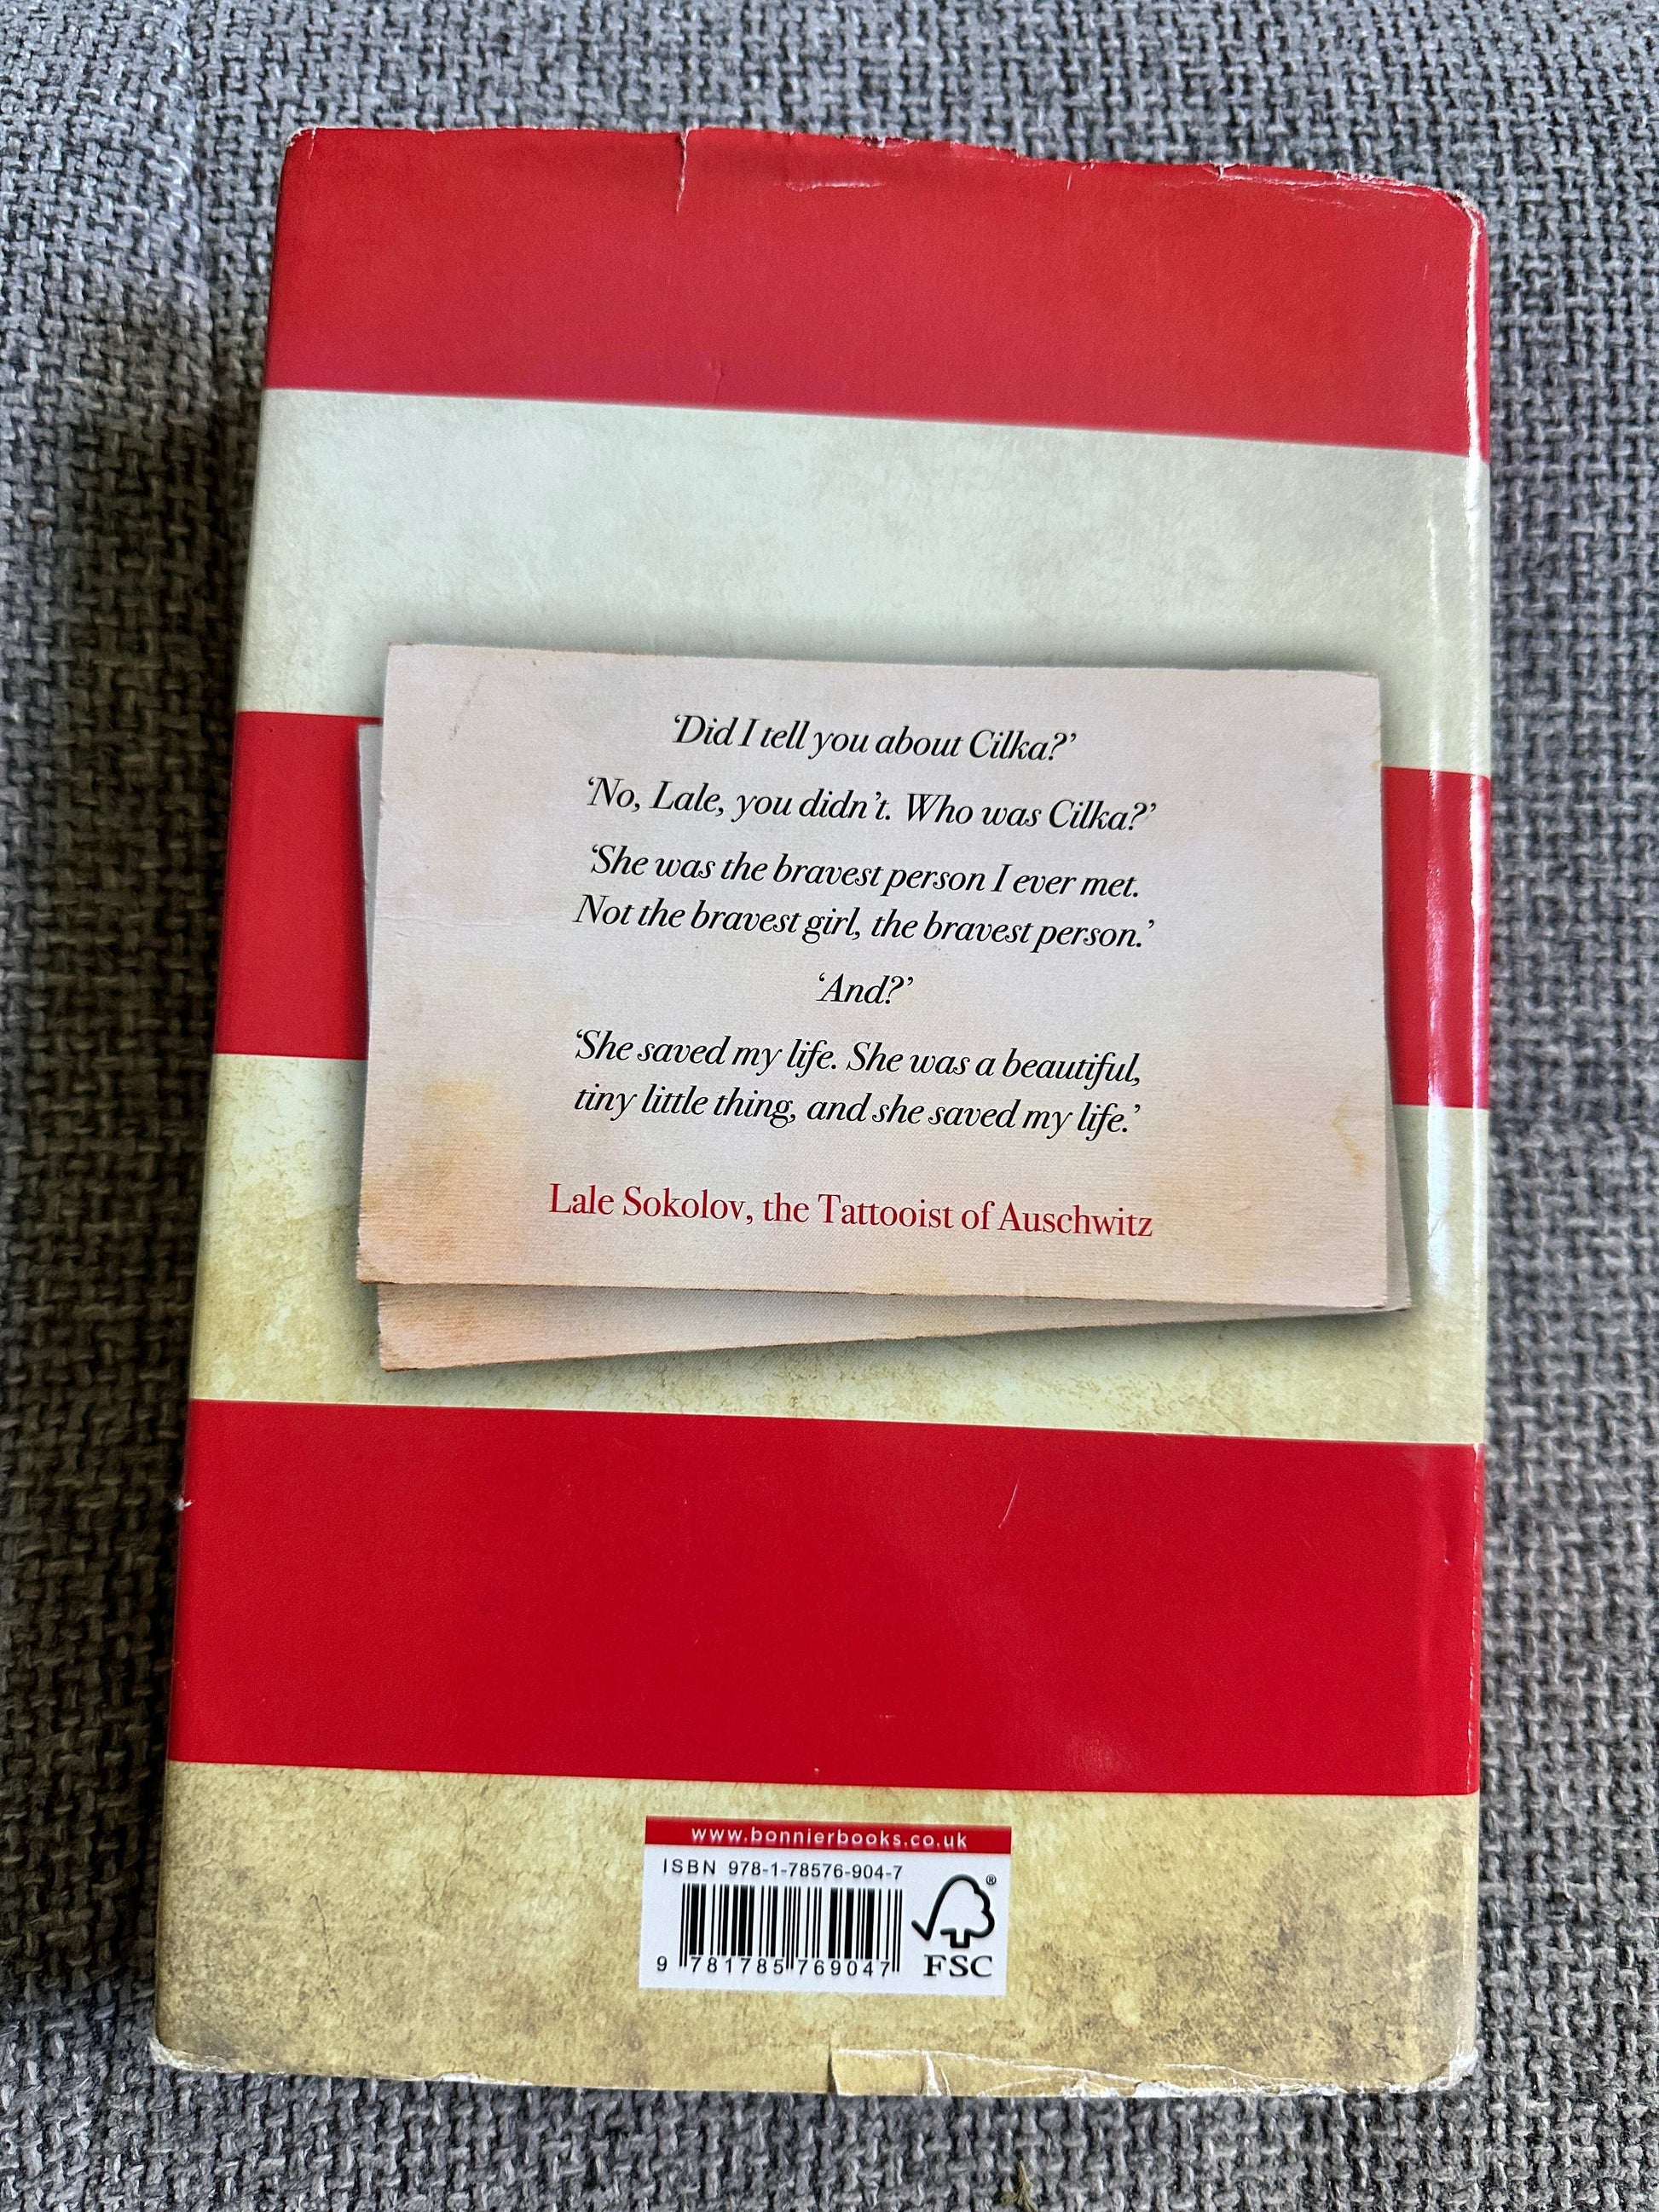 ‘Did I tell you about Cilka?’
‘No, Lale, you didn’t. Who was Cilka?’
‘She was the bravest person I ever met.
Not the bravest girl, the bravest person.’
‘And?’
‘She saved my life. She was a beautiful,
tiny little thing, and she saved my life.’
Lale Sokolov, the Tattooist of Auschwitz
www.bonnierbooks.co.uk
ISBN 978-1-78576-904-7
9 781785 769047
®
FSC